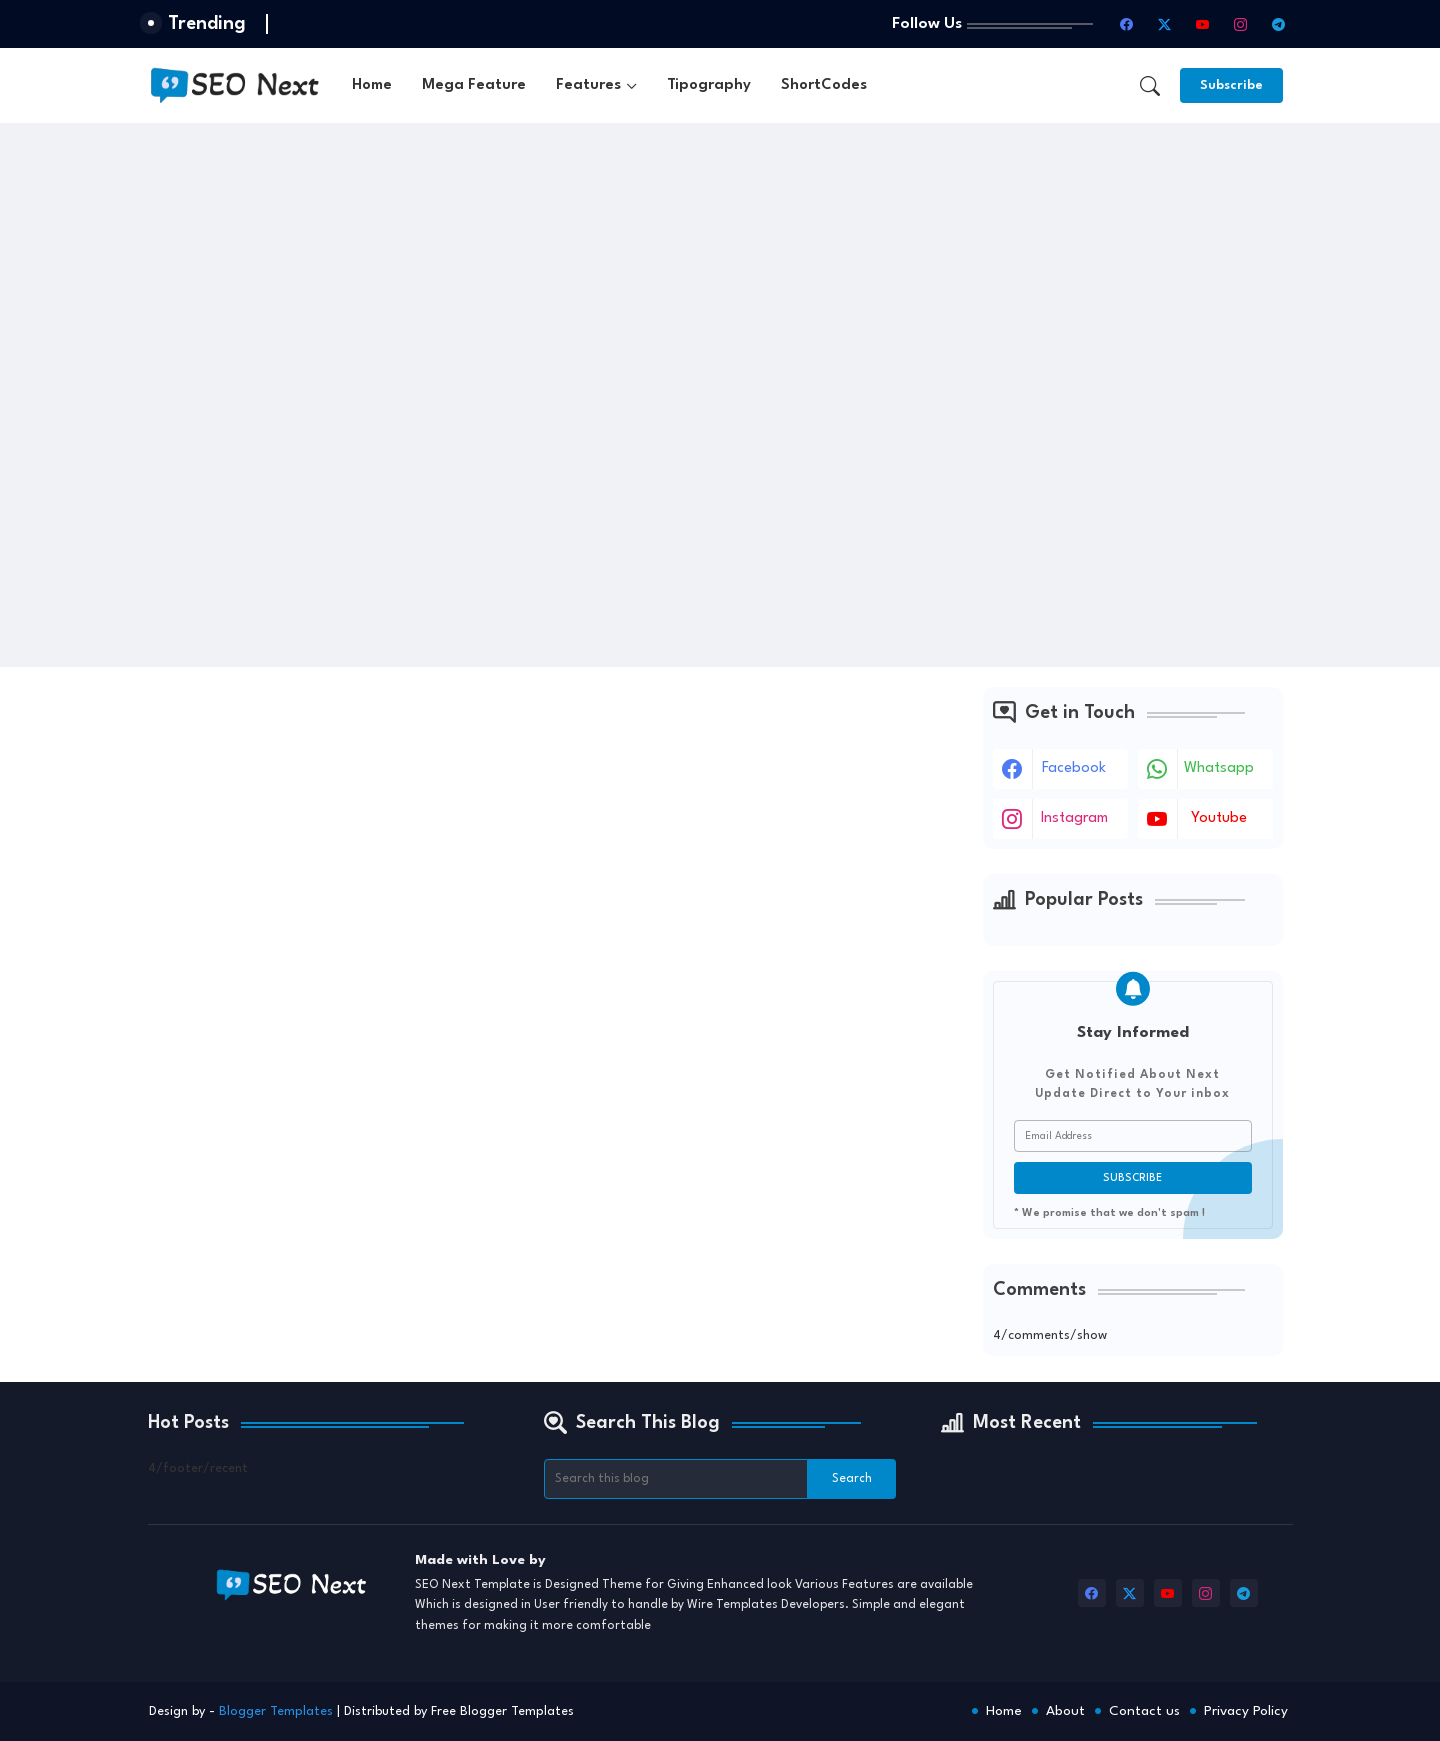 Trending
Follow Us
SEO Next
Home
Mega Feature
Features
Tipography
ShortCodes
Subscribe
Get in Touch
Facebook
Whatsapp
Instagram
Youtube
Popular Posts
Stay Informed
Get Notified About Next
Update Direct to Your inbox
Email Address
SUBSCRIBE
* We promise that we don't spam !
Comments
4/comments/show
Hot Posts
4/footer/recent
Search This Blog
Search this blog
Search
Most Recent
SEO Next
Made with Love by
SEO Next Template is Designed Theme for Giving Enhanced look Various Features are available
Which is designed in User friendly to handle by Wire Templates Developers. Simple and elegant
themes for making it more comfortable
Design by - Blogger Templates | Distributed by Free Blogger Templates
Home
About
Contact us
Privacy Policy